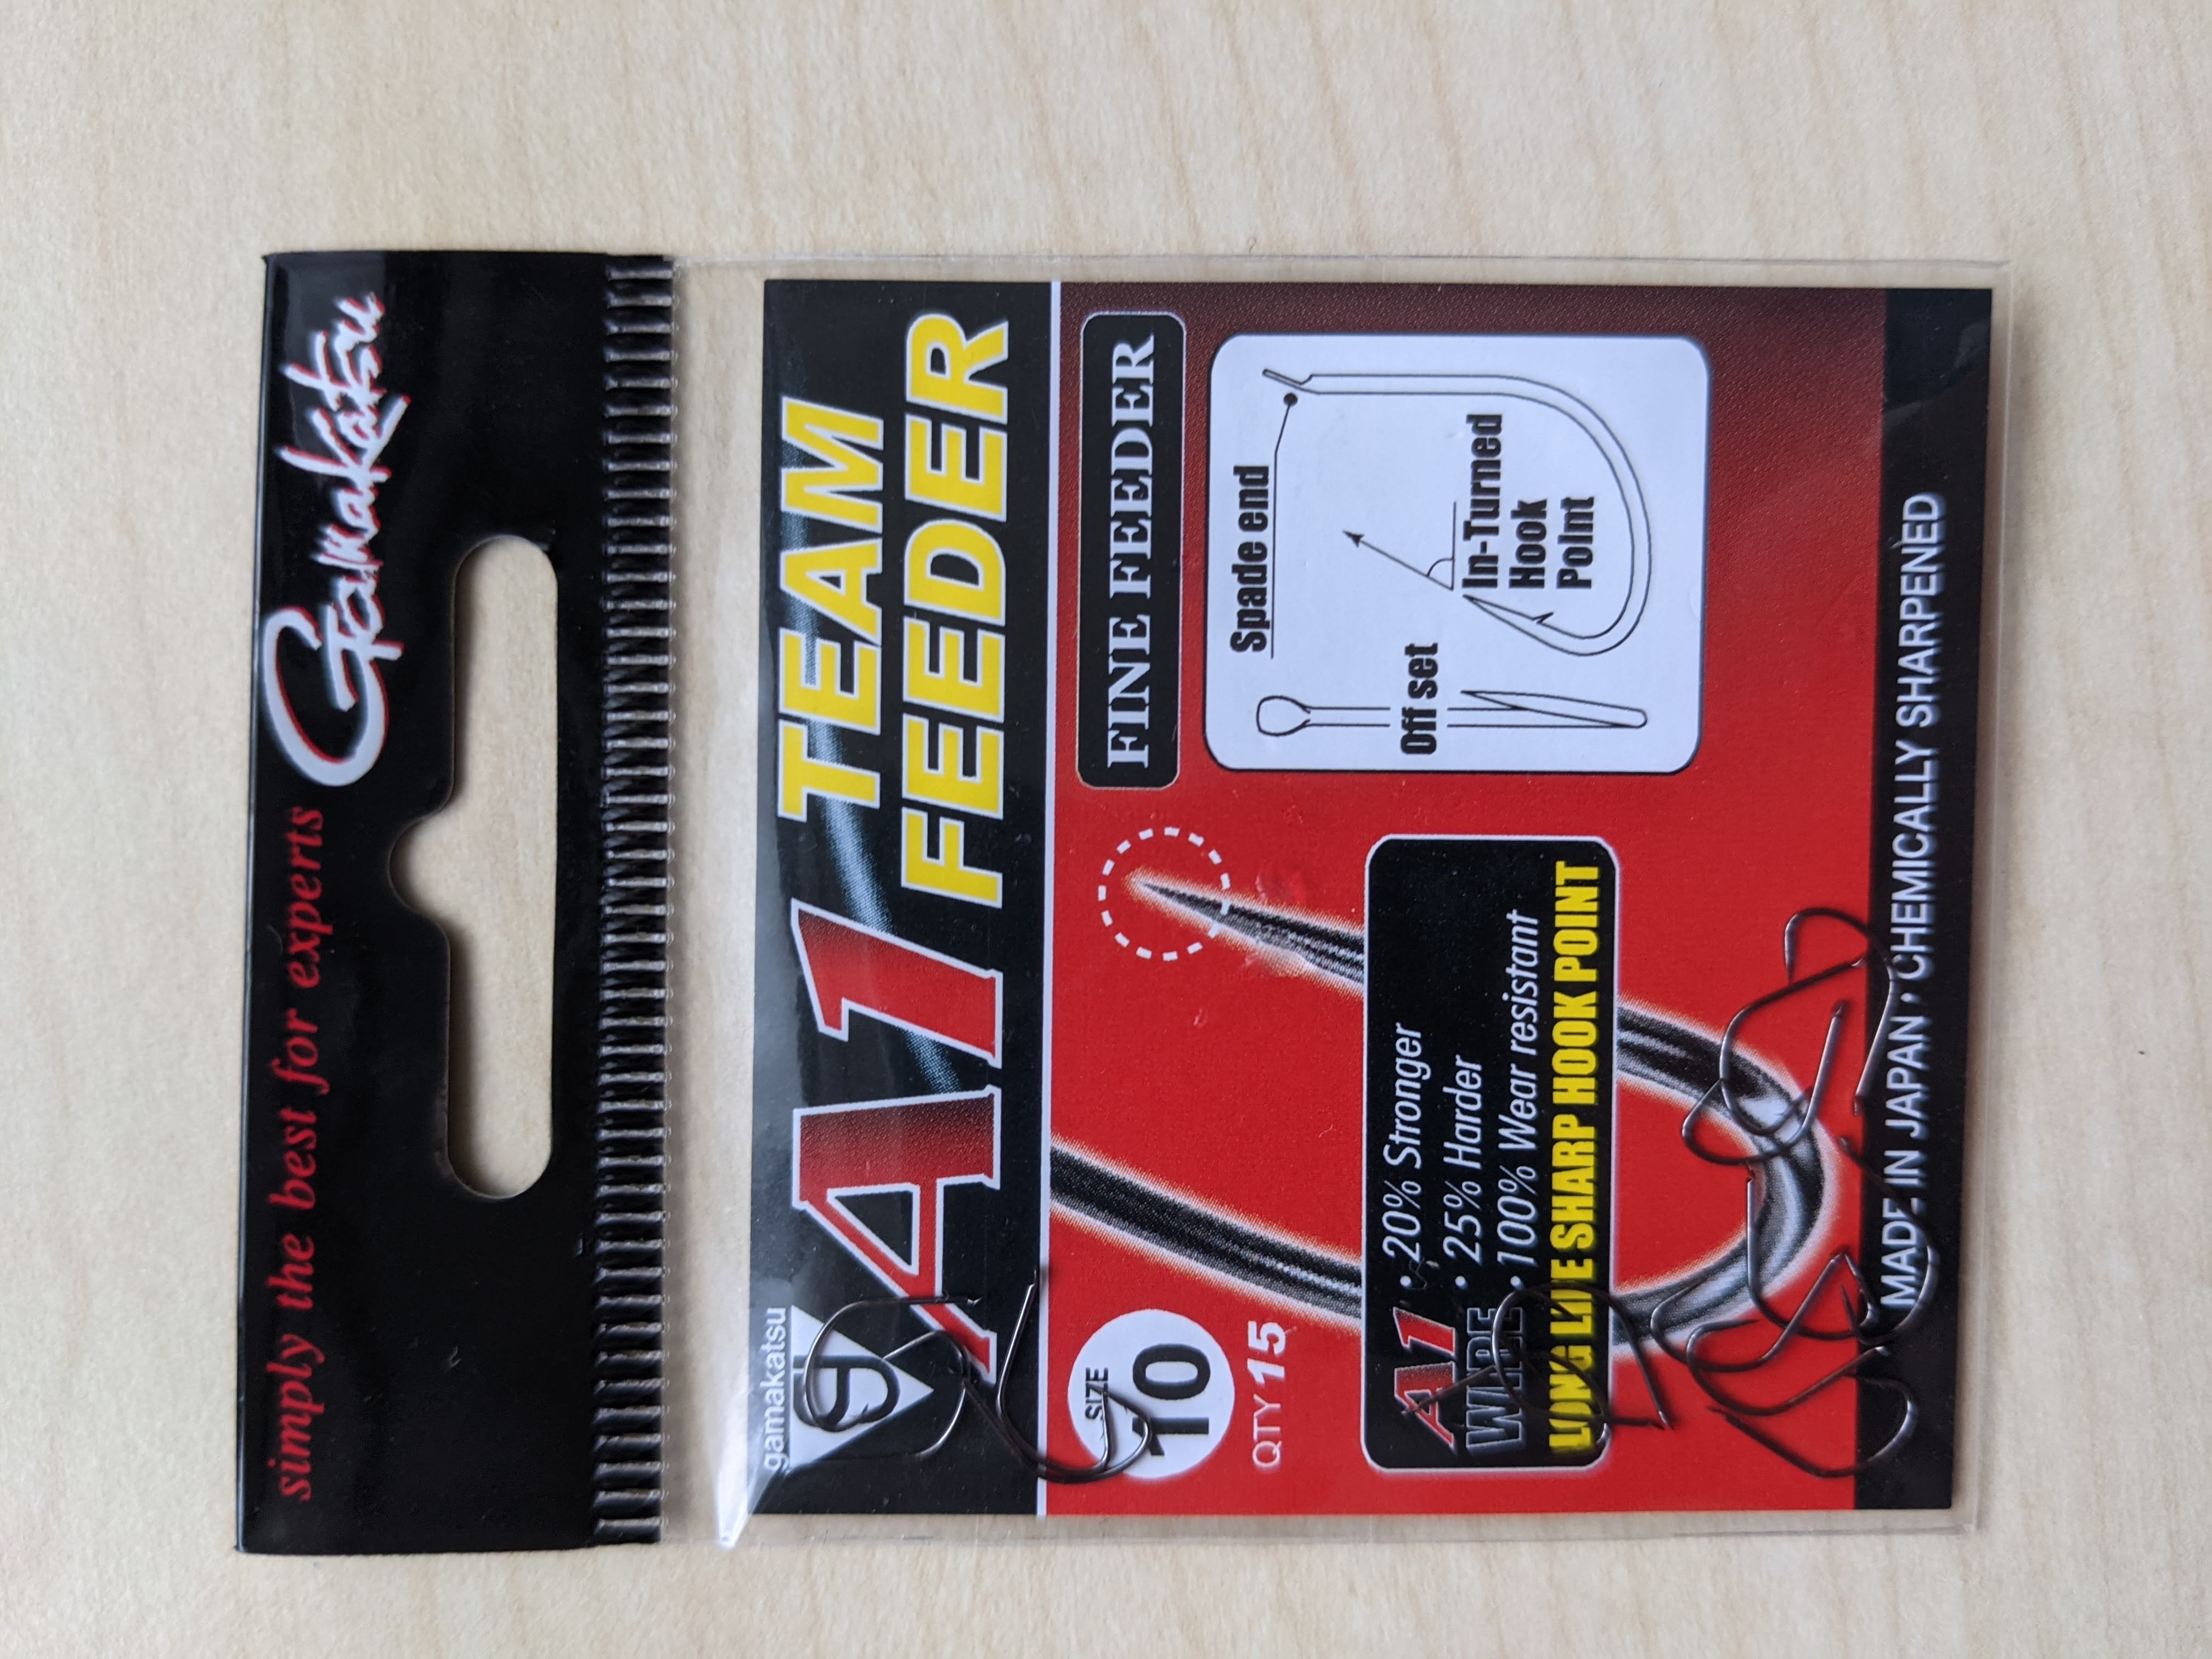 simply the best for experts Gamakatsu
gamakatsu
A1 TEAM
FEEDER
FINE FEEDER
SIZE
10
QTY 15
Spade end
Off set
In-Turned
Hook
Point
A1
WIRE
• 20% Stronger
• 25% Harder
• 100% Wear resistant
LONG LIFE SHARP HOOK POINT
MADE IN JAPAN • CHEMICALLY SHARPENED